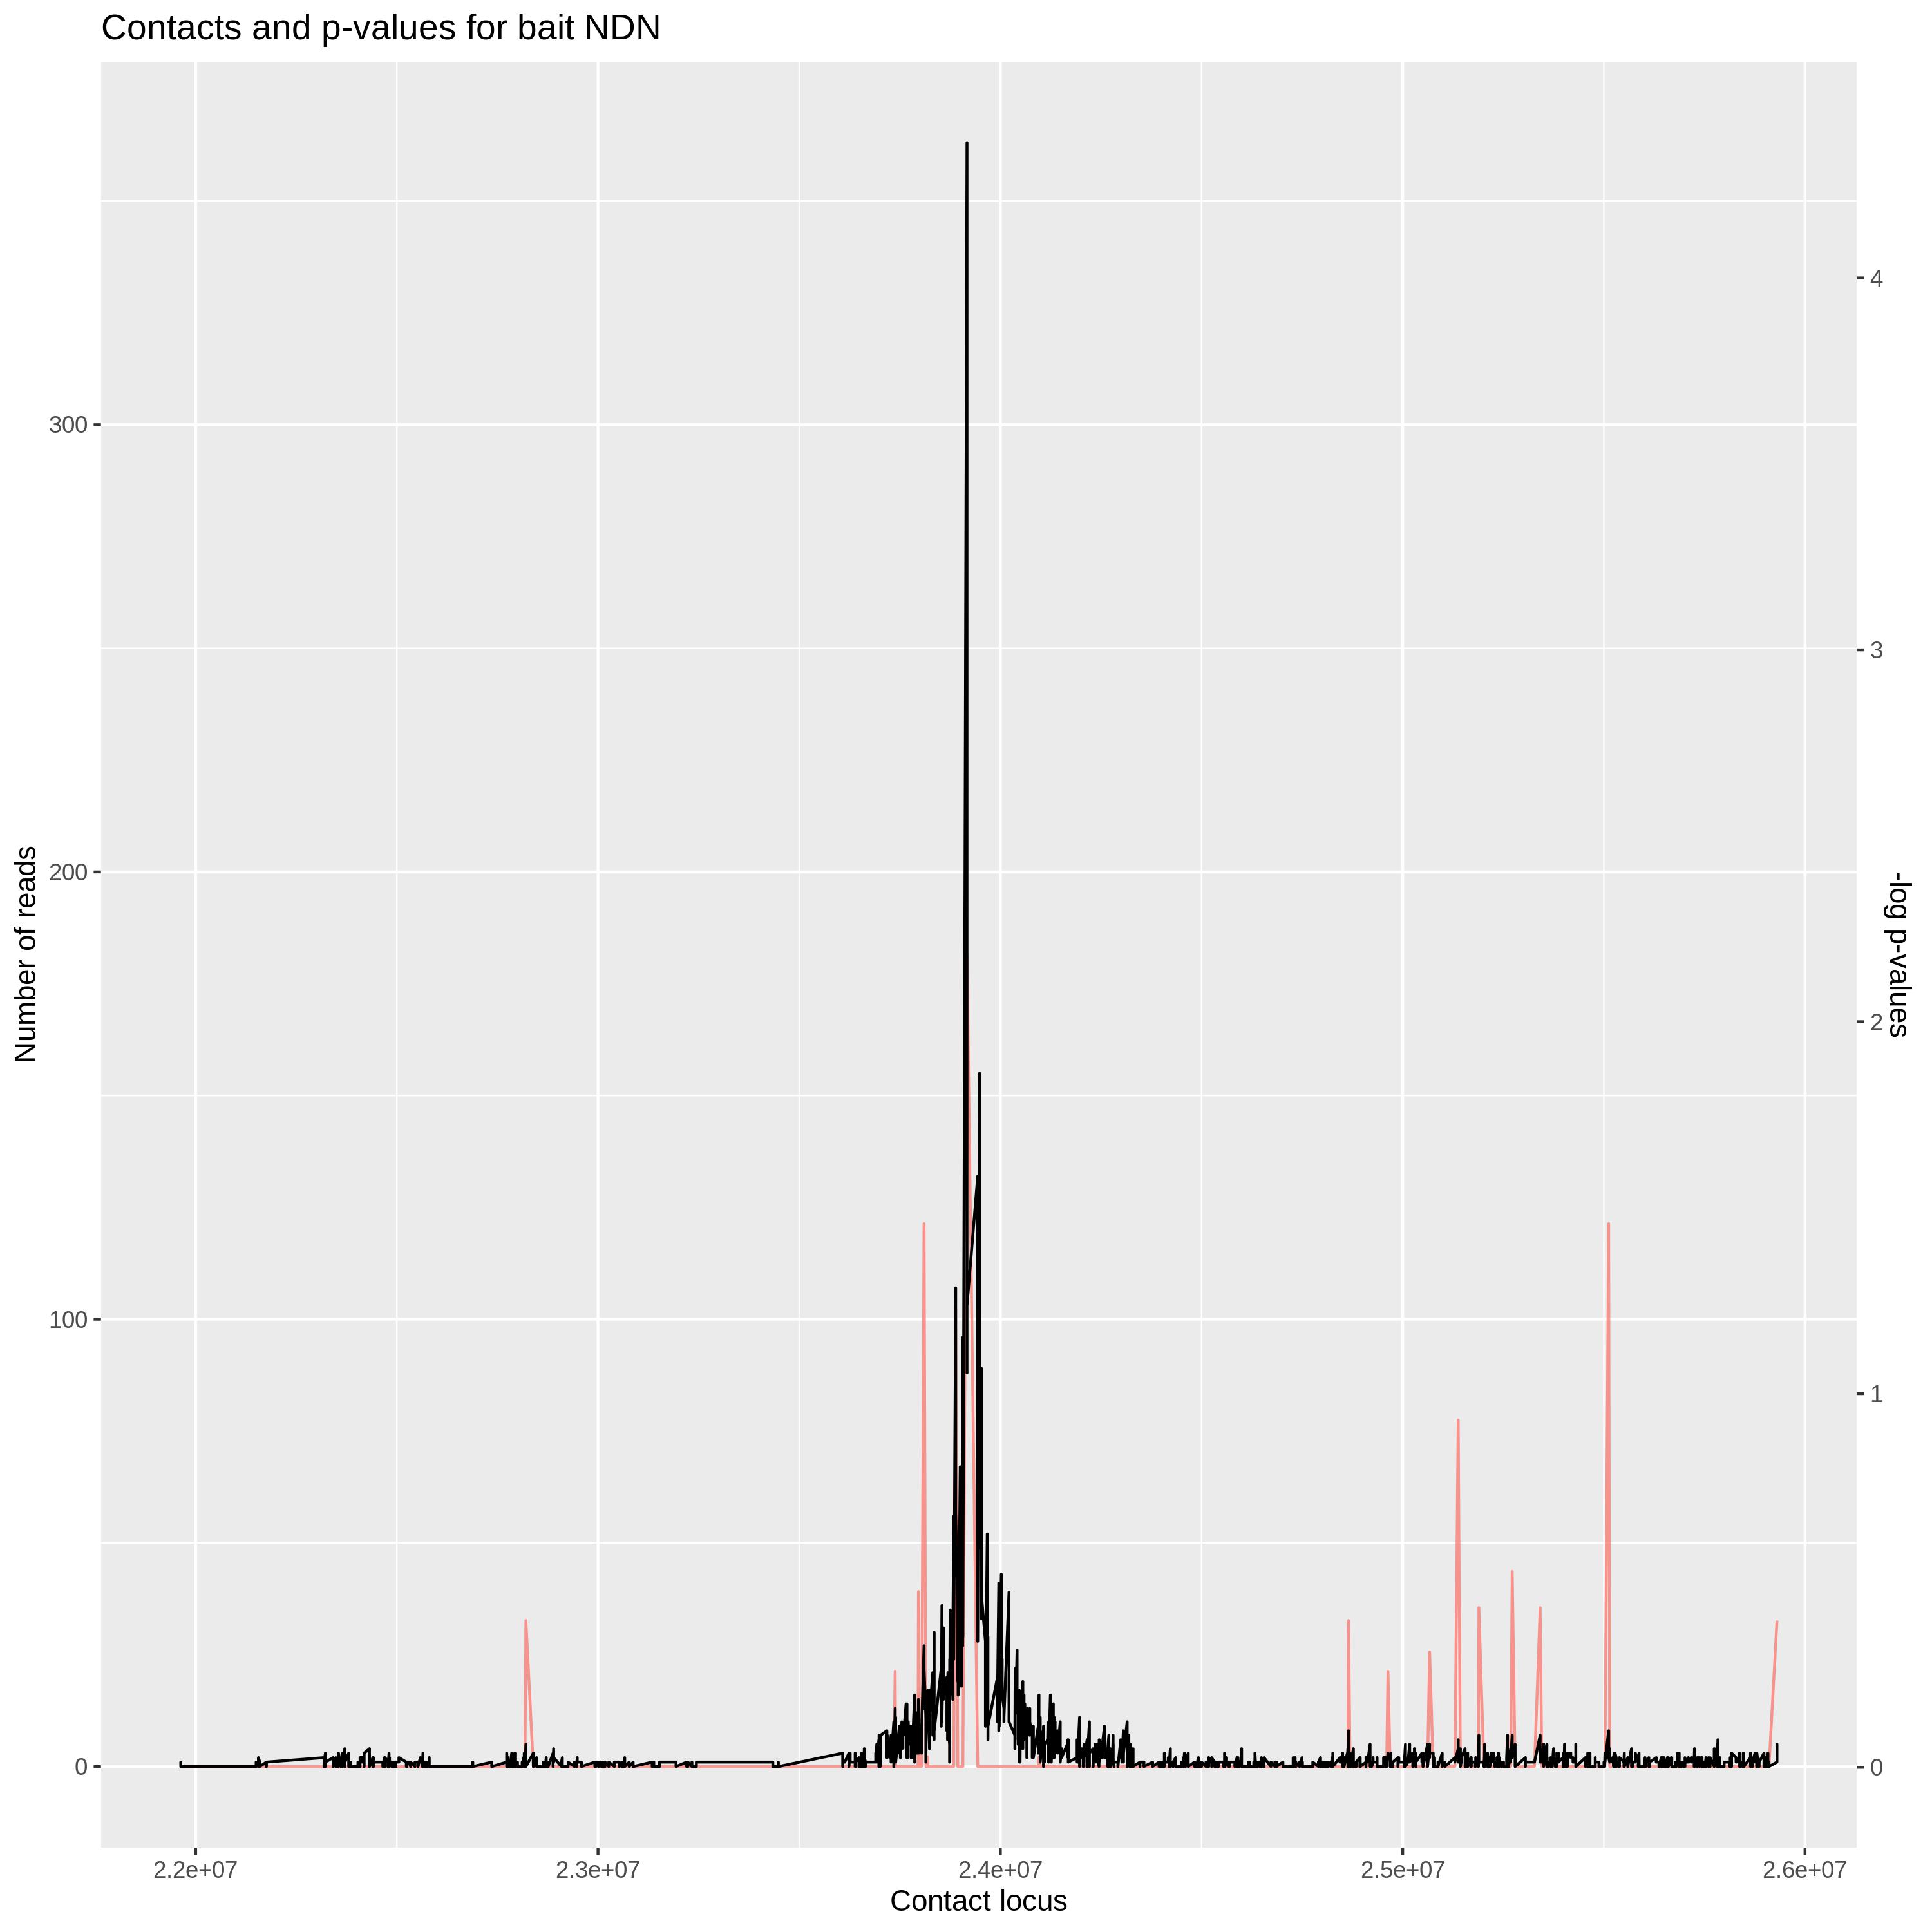 Contacts and p-values for bait NDN
300
200
100
0
4
3
2
1
0
Number of reads
-log p-values
2.2e+07
2.3e+07
2.4e+07
2.5e+07
2.6e+07
Contact locus